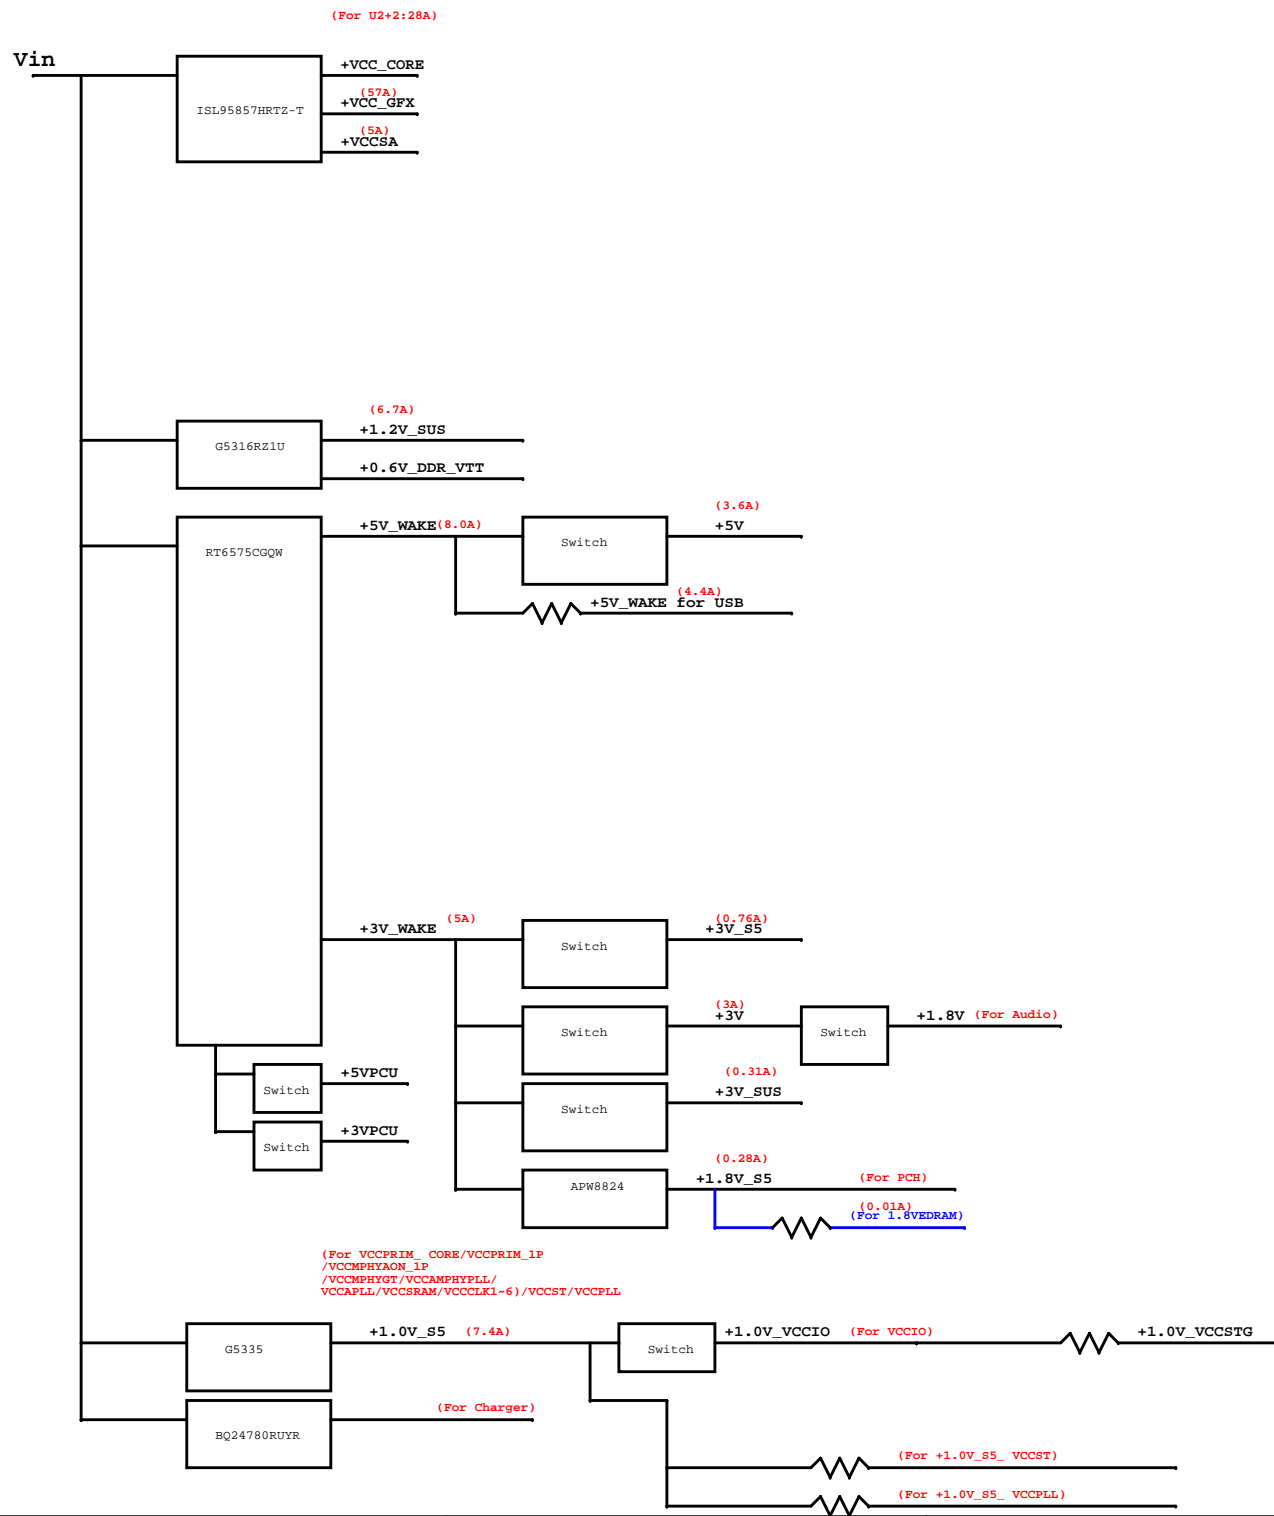 (For U2+2:28A)
Vin
+VCC_CORE
ISL95857HRTZ-T
(57A)
+VCC_GFX
(5A)
+VCCSA
(6.7A)
+1.2V_SUS
G5316RZ1U
+0.6V_DDR_VTT
RT6575CGQW
+5V_WAKE(8.0A)
Switch
(3.6A)
+5V
(4.4A)
+5V_WAKE for USB
+3V_WAKE (5A)
Switch
(0.76A)
+3V_S5
Switch
(3A)
+3V
Switch
+1.8V (For Audio)
Switch
+5VPCU
Switch
(0.31A)
+3V_SUS
Switch
+3VPCU
APW8824
(0.28A)
+1.8V_S5 (For PCH)
(0.01A)
(For 1.8VEDRAM)
(For VCCPRIM_ CORE/VCCPRIM_1P
/VCCMPHYAON_1P
/VCCMPHYGT/VCCAMPHYPLL/
VCCAPLL/VCCSRAM/VCCCLK1~6)/VCCST/VCCPLL
G5335
+1.0V_S5 (7.4A)
Switch
+1.0V_VCCIO (For VCCIO)
+1.0V_VCCSTG
BQ24780RUYR
(For Charger)
(For +1.0V_S5_ VCCST)
(For +1.0V_S5_ VCCPLL)